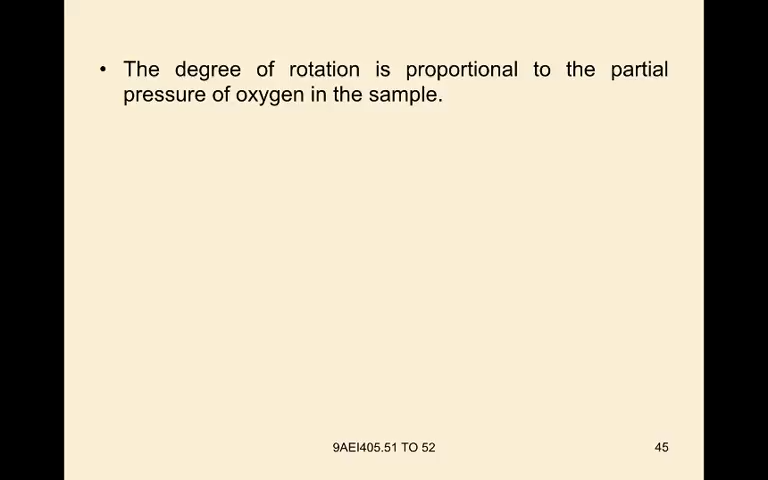 • The degree of rotation is proportional to the partial
pressure of oxygen in the sample.
9AEI405.51 TO 52
45